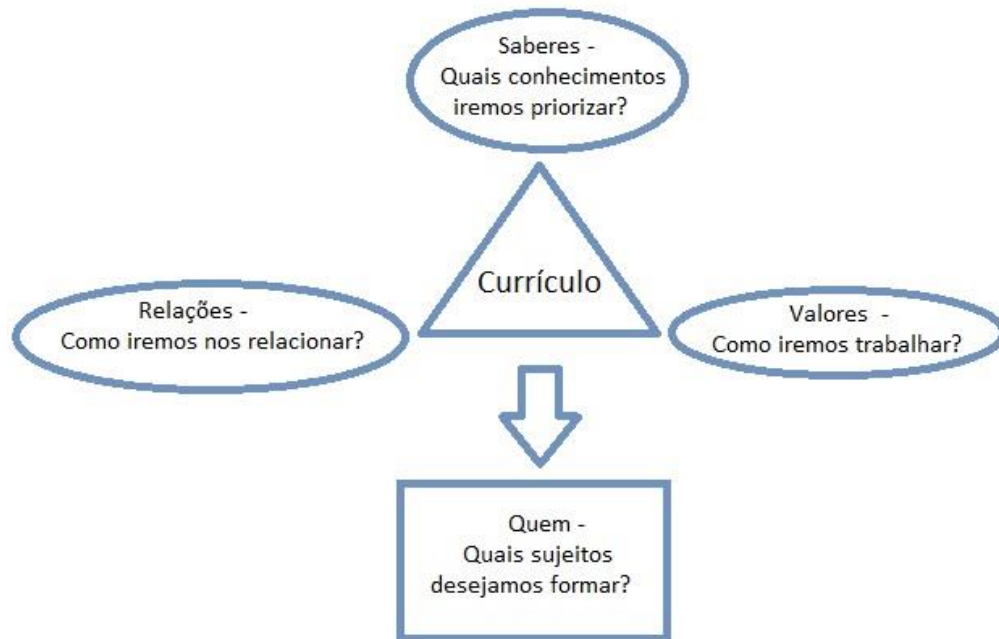 Saberes -
Quais conhecimentos
iremos priorizar?
Currículo
Relações -
Como iremos nos relacionar?
Valores -
Como iremos trabalhar?
Quem -
Quais sujeitos
desejamos formar?